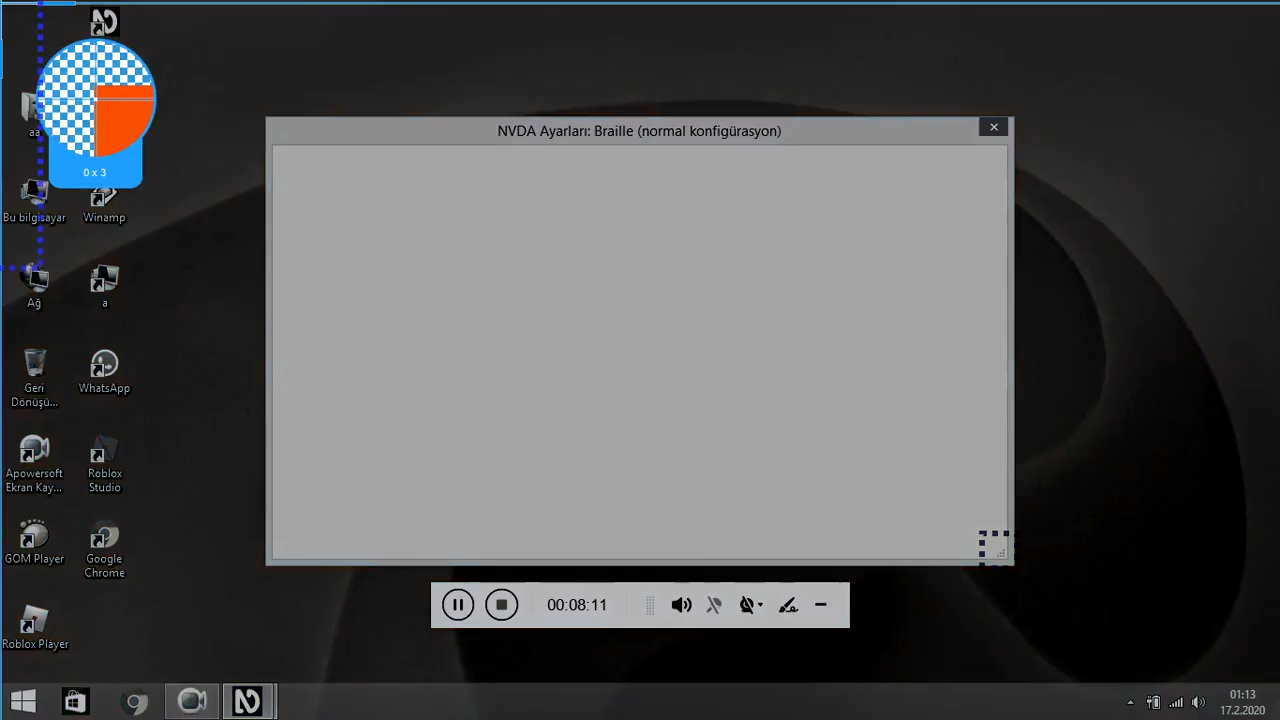 NVDA Ayarları: Braille (normal konfigürasyon)
aa
0 x 3
Bu bilgisayar
Winamp
Ağ
a
Geri
Dönüşü...
WhatsApp
Apowersoft
Ekran Kay...
Roblox
Studio
GOM Player
Google
Chrome
Roblox Player
00:08:11
01:13
17.2.2020